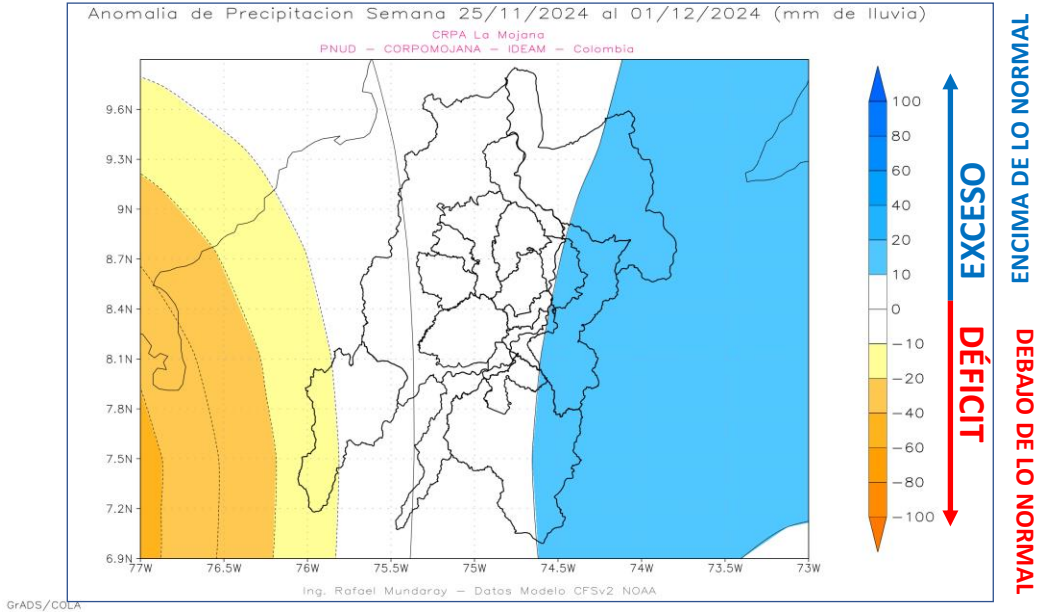 Anomalia de Precipitacion Semana 25/11/2024 al 01/12/2024 (mm de lluvia)
CRPA La Mojana
PNUD – CORPOMOJANA – IDEAM – Colombia
9.6N
9.3N
9N
8.7N
8.4N
8.1N
7.8N
7.5N
7.2N
6.9N
77W
76.5W
76W
75.5W
75W
74.5W
74W
73.5W
73W
100
80
60
40
20
10
0
−10
−20
−40
−60
−80
−100
EXCESO
DÉFICIT
ENCIMA DE LO NORMAL
DEBAJO DE LO NORMAL
Ing. Rafael Mundaray – Datos Modelo CFSv2 NOAA
GrADS/COLA